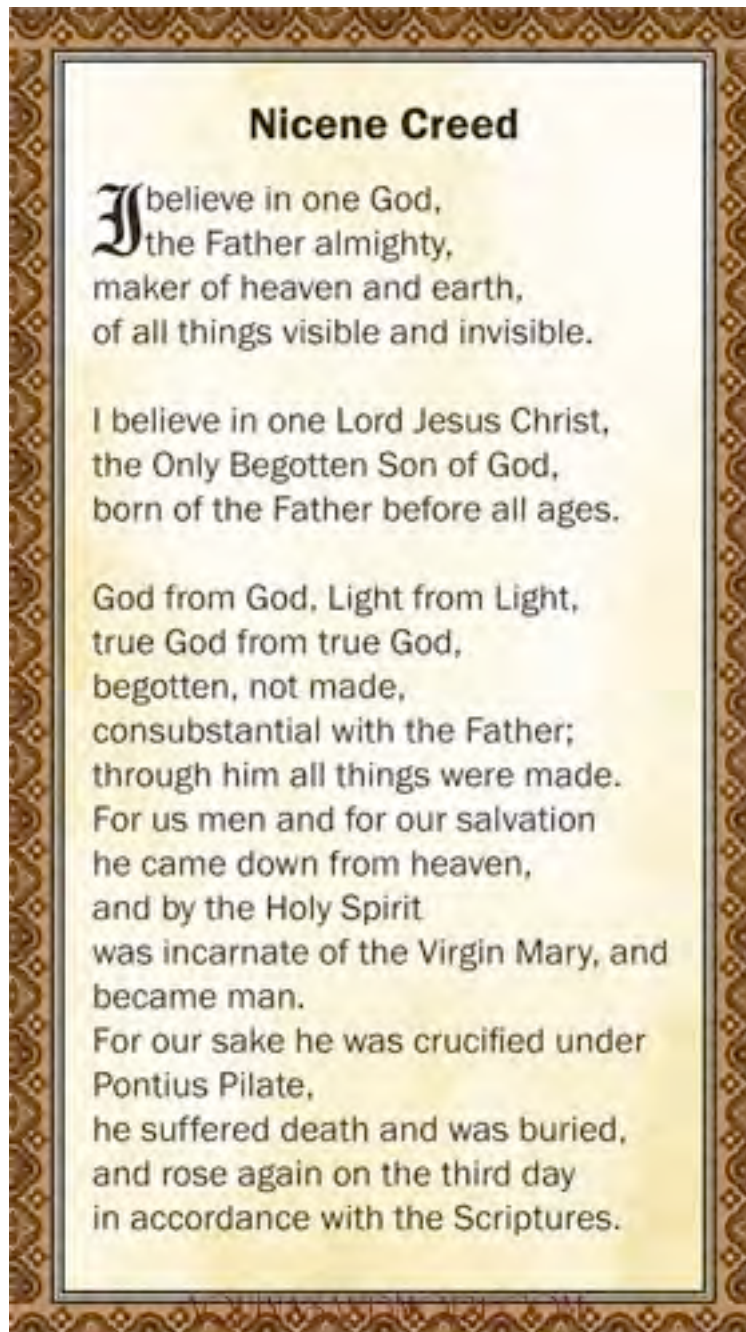 Nicene Creed
I believe in one God,
the Father almighty,
maker of heaven and earth,
of all things visible and invisible.
I believe in one Lord Jesus Christ,
the Only Begotten Son of God,
born of the Father before all ages.
God from God, Light from Light,
true God from true God,
begotten, not made,
consubstantial with the Father;
through him all things were made.
For us men and for our salvation
he came down from heaven,
and by the Holy Spirit
was incarnate of the Virgin Mary, and
became man.
For our sake he was crucified under
Pontius Pilate,
he suffered death and was buried,
and rose again on the third day
in accordance with the Scriptures.